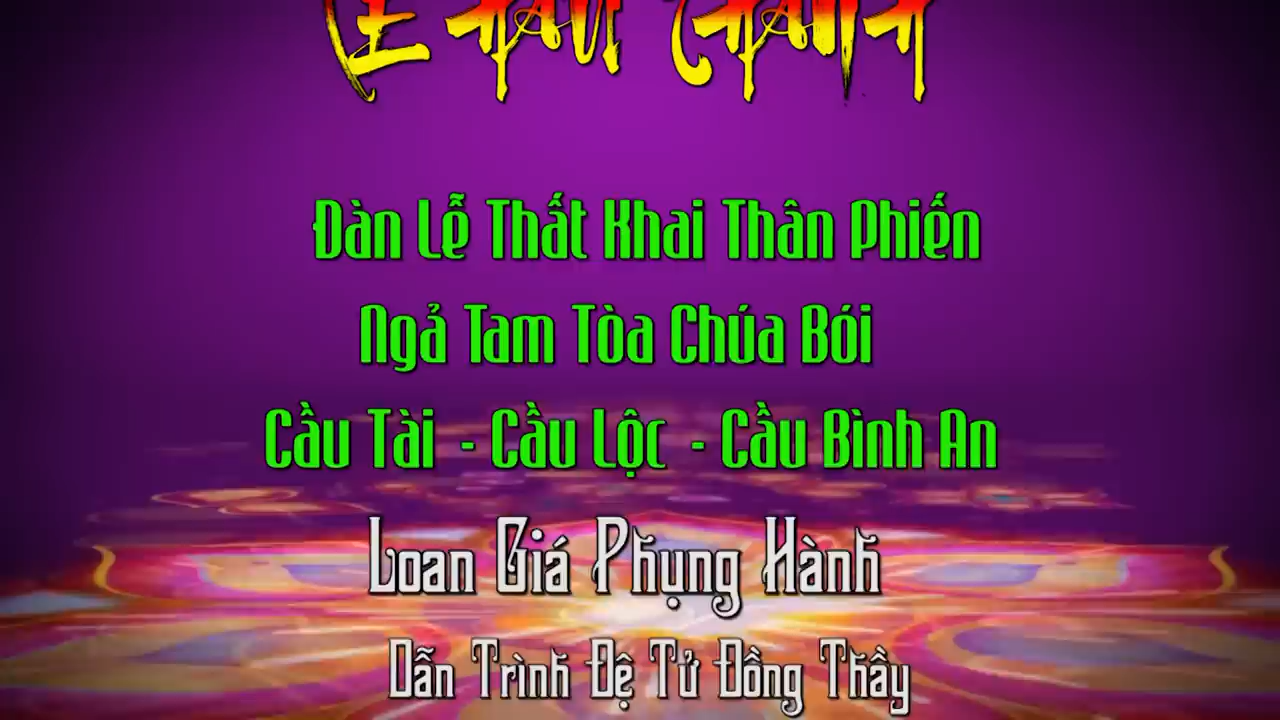 Đàn Lễ Thất Khai Thân Phiến
Ngả Tam Tòa Chúa Bói
Cầu Tài - Cầu Lộc - Cầu Bình An
Loan Giá Phụng Hành
Dẫn Trình Đệ Tử Đồng Thầy